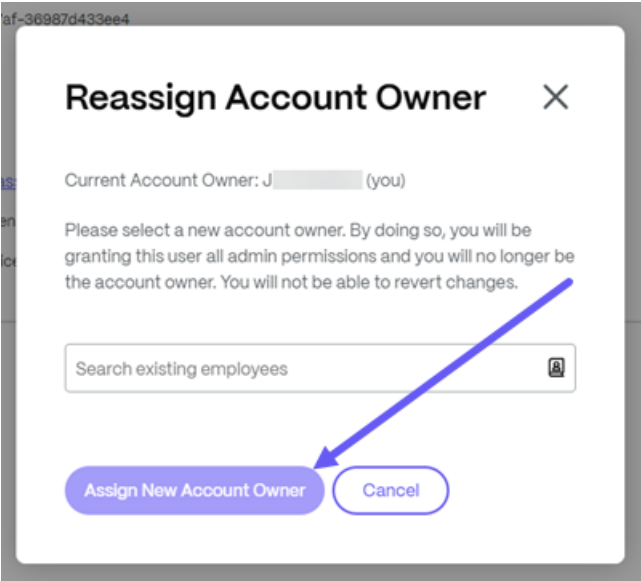 af-36987d433ee4
Reassign Account Owner
Current Account Owner: J (you)
Please select a new account owner. By doing so, you will be
granting this user all admin permissions and you will no longer be
the account owner. You will not be able to revert changes.
Search existing employees
Assign New Account Owner
Cancel